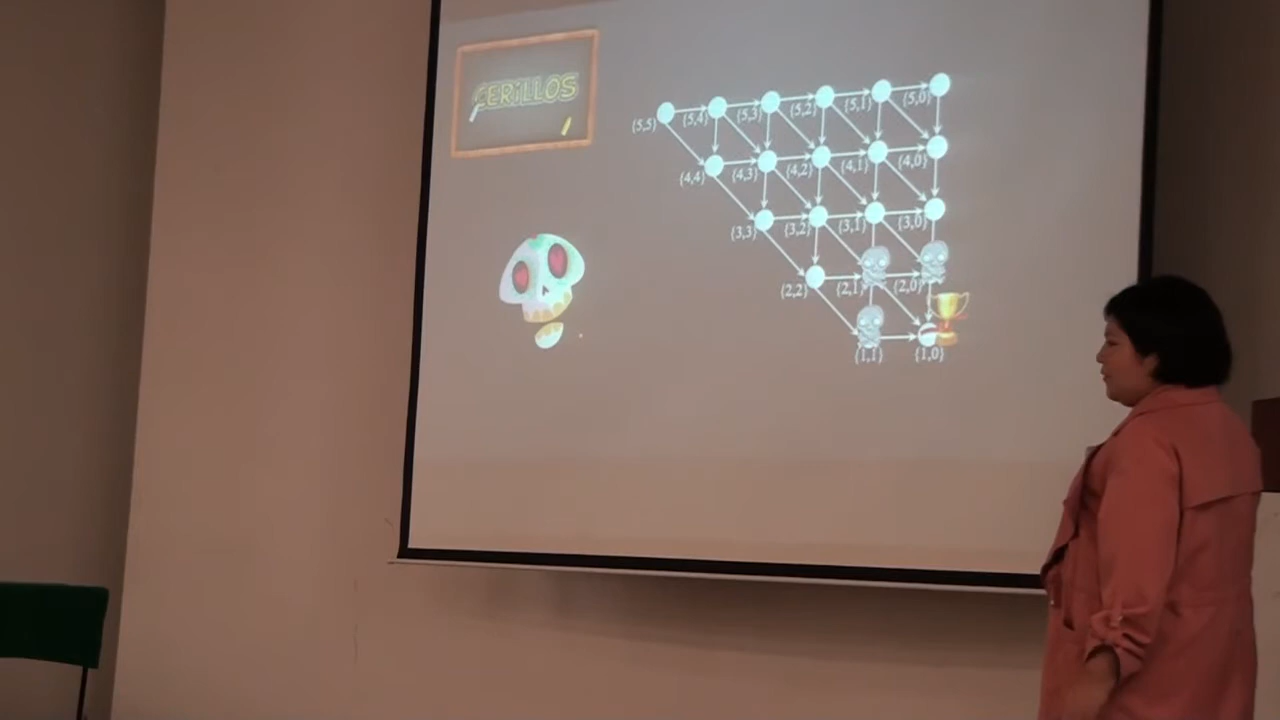 CERILLOS
{5,5} {5,4} {5,3} {5,2} {5,1} {5,0}
{4,4} {4,3} {4,2} {4,1} {4,0}
{3,3} {3,2} {3,1} {3,0}
{2,2} {2,1} {2,0}
{1,1} {1,0}